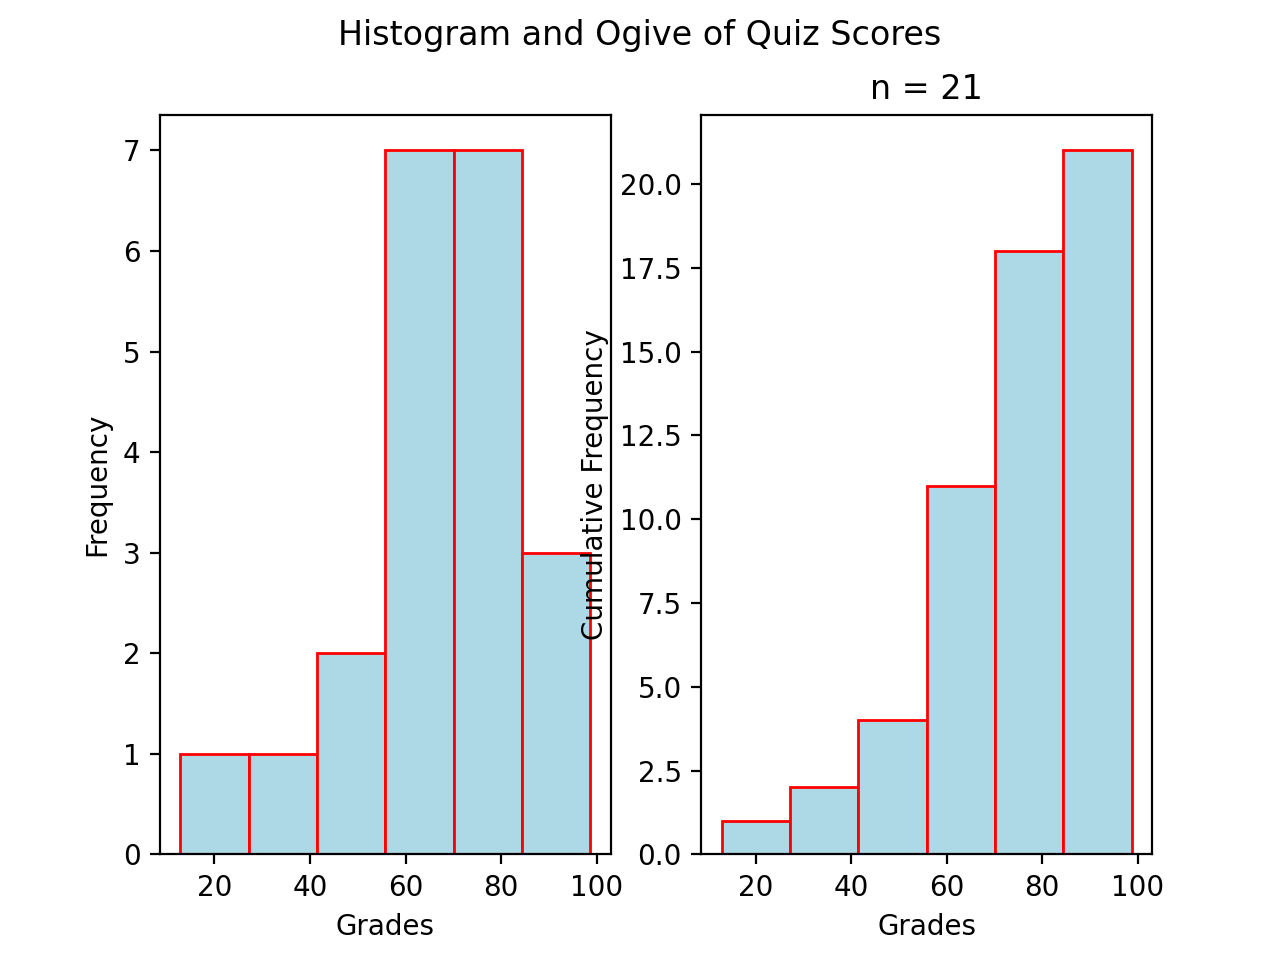 Histogram and Ogive of Quiz Scores
7
6
5
4
3
2
1
0
Frequency
20 40 60 80 100
Grades
n = 21
20.0
17.5
15.0
12.5
10.0
7.5
5.0
2.5
0.0
Cumulative Frequency
20 40 60 80 100
Grades